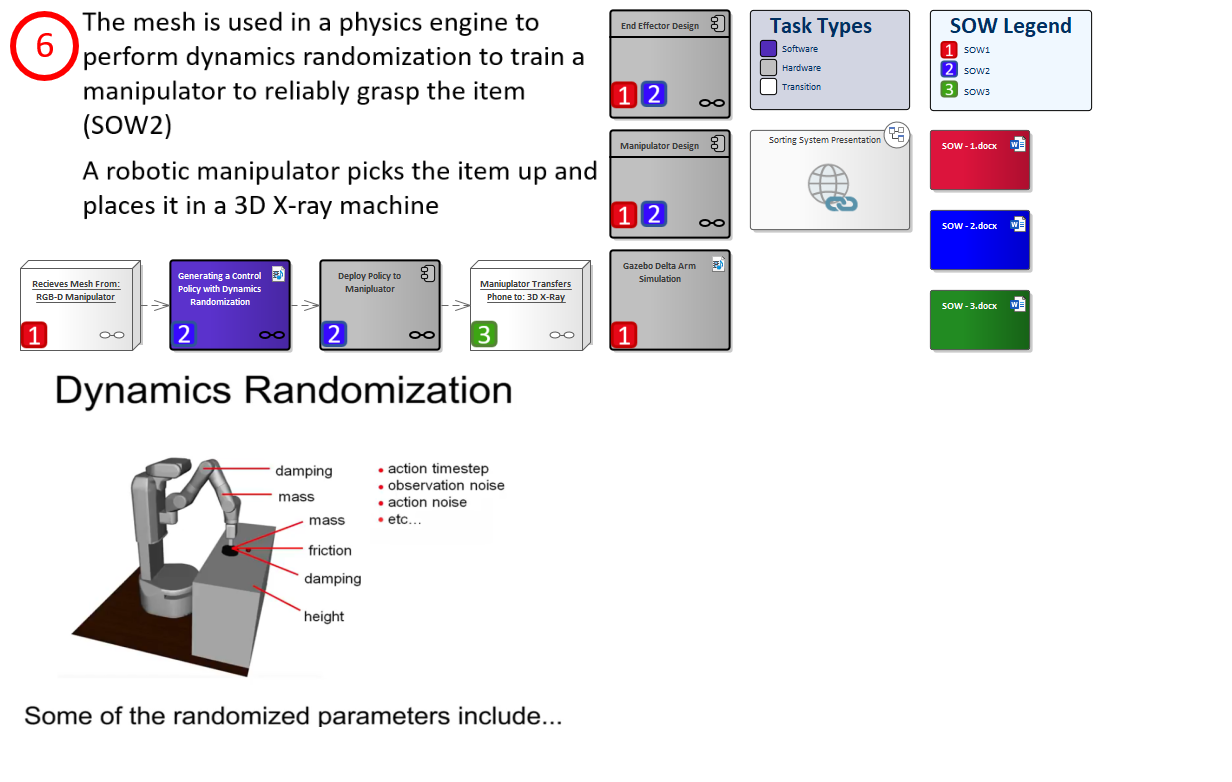 6
The mesh is used in a physics engine to
perform dynamics randomization to train a
manipulator to reliably grasp the item
(SOW2)
A robotic manipulator picks the item up and
places it in a 3D X-ray machine
Recieves Mesh From:
RGB-D Manipulator
1
Generating a Control
Policy with Dynamics
Randomization
2
Deploy Policy to
Manipluator
2
Maniuplator Transfers
Phone to: 3D X-Ray
3
End Effector Design
1 2
Manipulator Design
1 2
Gazebo Delta Arm
Simulation
1
Task Types
Software
Hardware
Transition
Sorting System Presentation
SOW Legend
1 SOW1
2 SOW2
3 SOW3
SOW - 1.docx
SOW - 2.docx
SOW - 3.docx
Dynamics Randomization
damping
mass
mass
friction
damping
height
• action timestep
• observation noise
• action noise
• etc...
Some of the randomized parameters include...